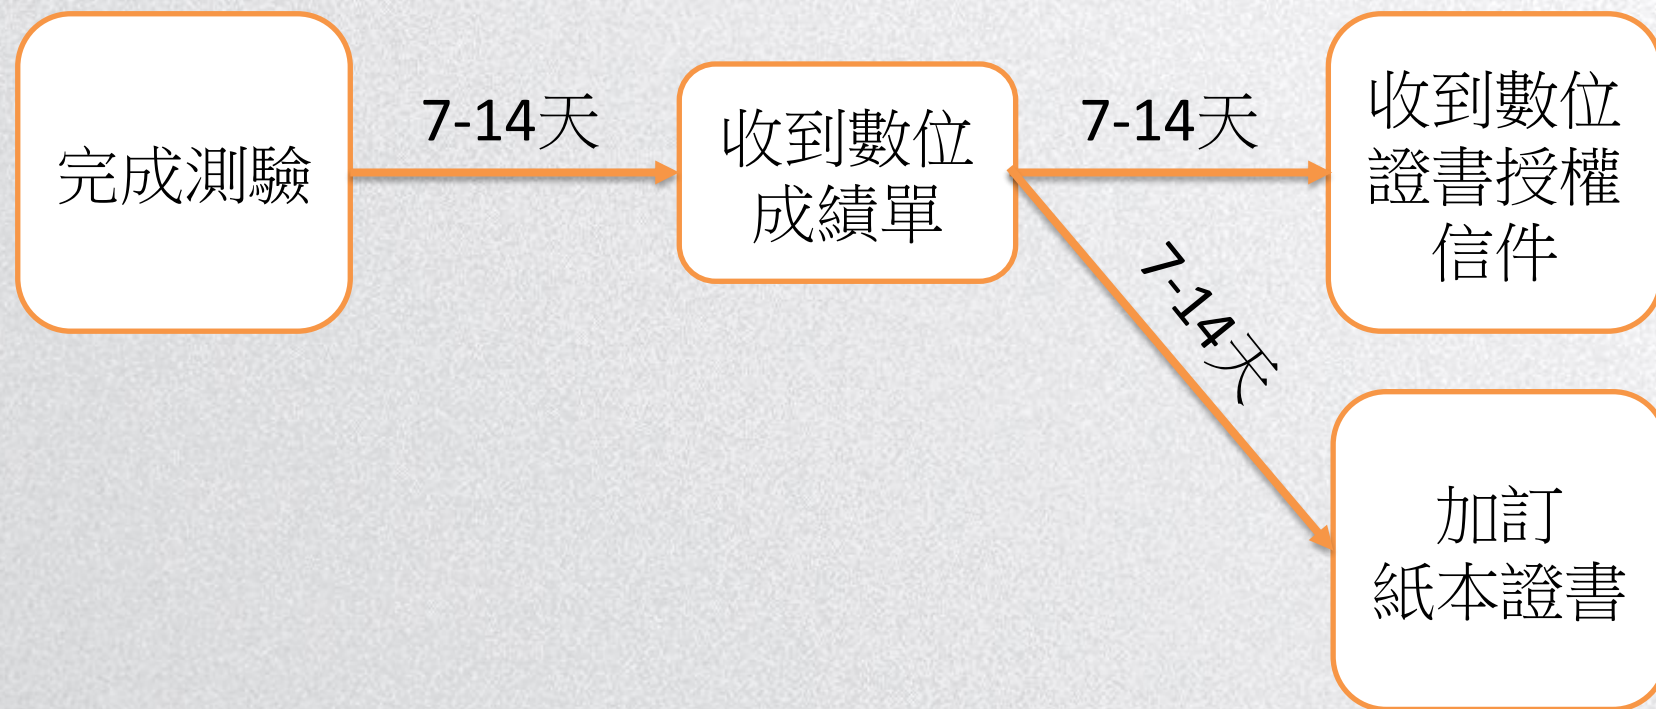 完成測驗
7-14天
收到數位
成績單
7-14天
收到數位
證書授權
信件
7-14天
加訂
紙本證書